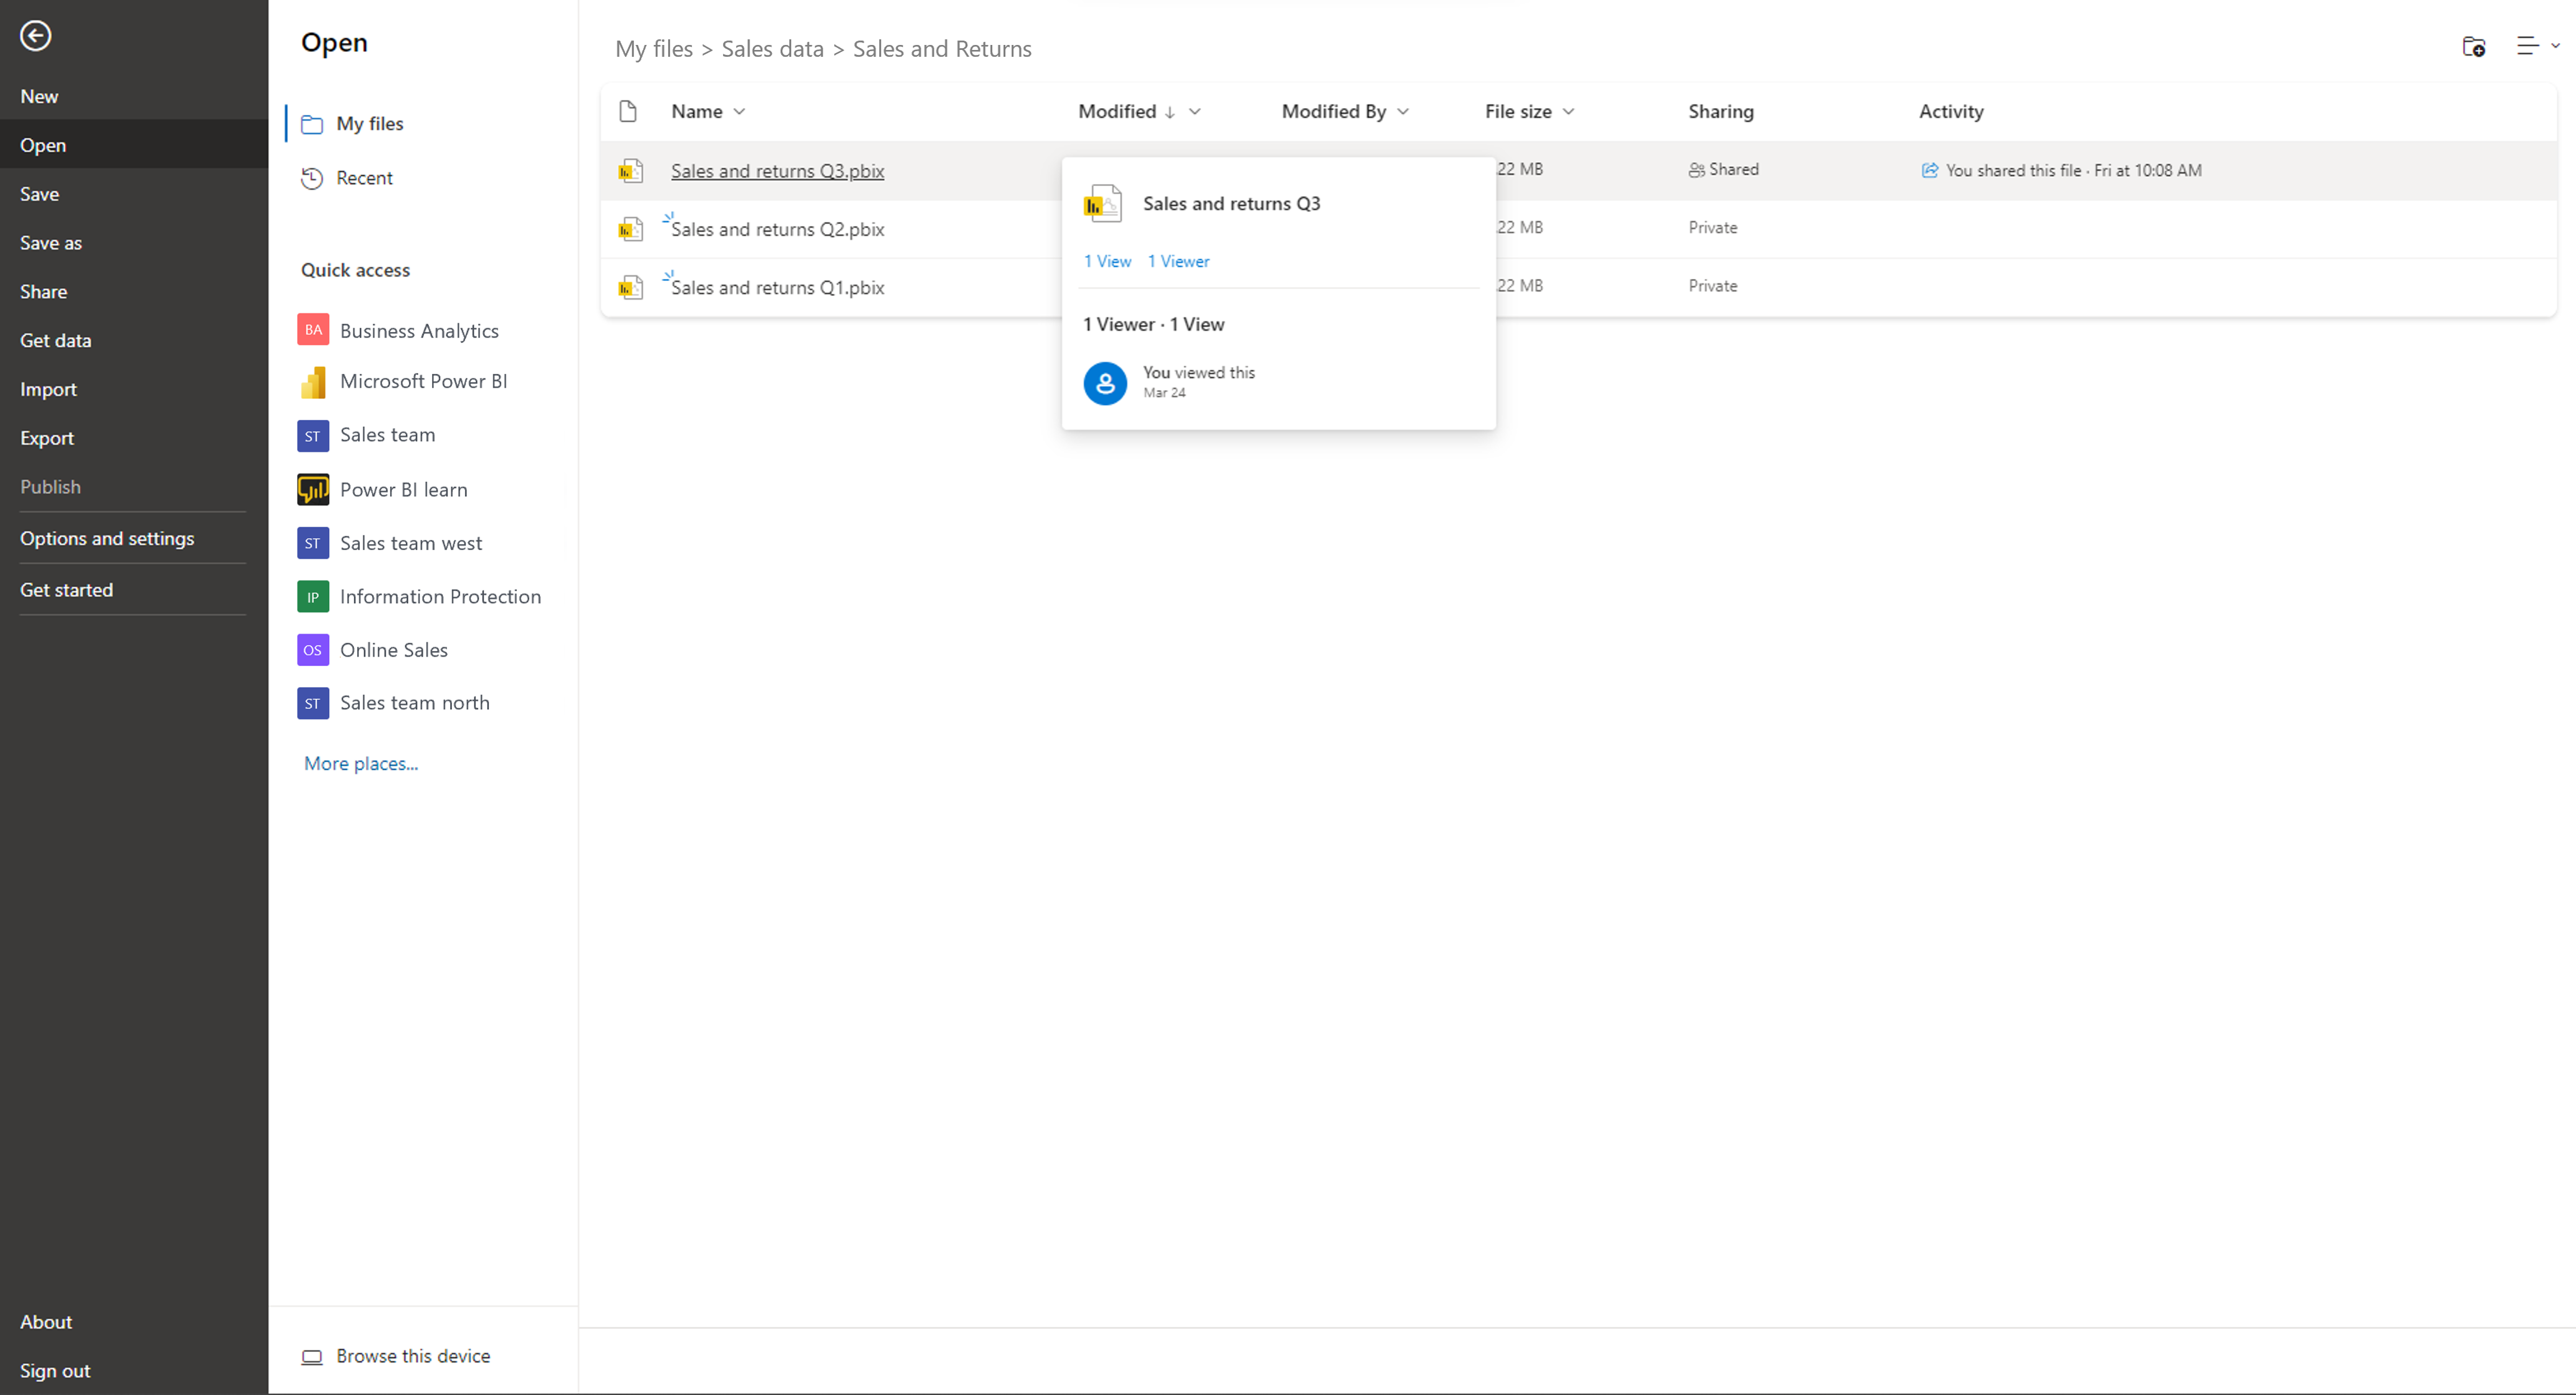 New
Open
Save
Save as
Share
Get data
Import
Export
Publish
Options and settings
Get started
About
Sign out
Open
My files
Recent
Quick access
BA Business Analytics
Microsoft Power BI
ST Sales team
Power BI learn
ST Sales team west
IP Information Protection
OS Online Sales
ST Sales team north
More places...
Browse this device
My files > Sales data > Sales and Returns
Name Modified ↓ Modified By File size Sharing Activity
Sales and returns Q3.pbix 22 MB Shared You shared this file · Fri at 10:08 AM
Sales and returns Q2.pbix 22 MB Private
Sales and returns Q1.pbix 22 MB Private
Sales and returns Q3
1 View 1 Viewer
1 Viewer · 1 View
You viewed this
Mar 24